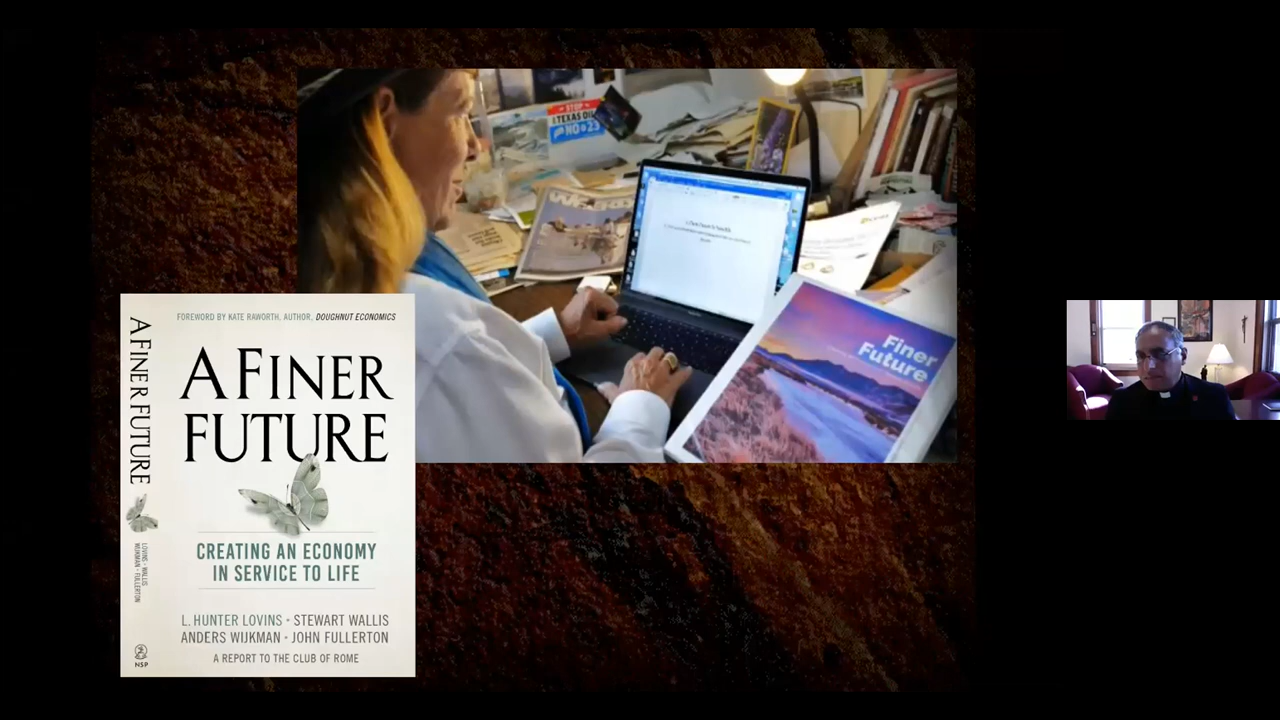 FOREWORD BY KATE RAWORTH, AUTHOR, DOUGHNUT ECONOMICS
A FINER
FUTURE
CREATING AN ECONOMY
IN SERVICE TO LIFE
L. HUNTER LOVINS • STEWART WALLIS
ANDERS WIJKMAN • JOHN FULLERTON
A REPORT TO THE CLUB OF ROME
A FINER FUTURE
LOVINS • WALLIS
WIJKMAN • FULLERTON
NSP
STOP
TEXAS OIL
NO
23
Finer
Future